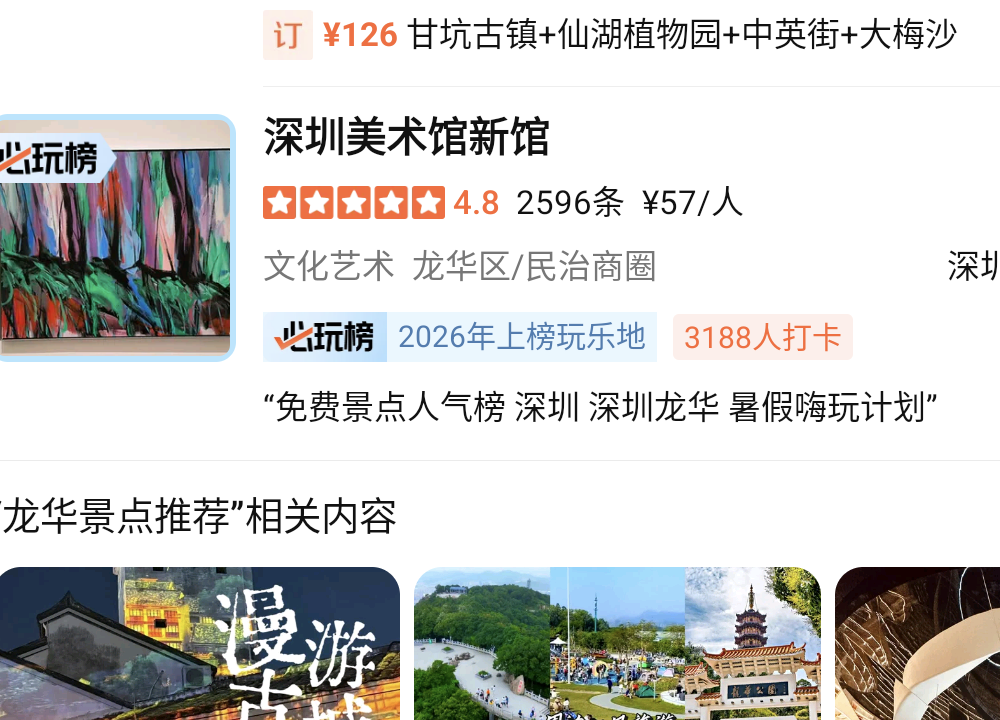 订 ¥126 甘坑古镇+仙湖植物园+中英街+大梅沙
深圳美术馆新馆
必玩榜
4.8 2596条 ¥57/人
文化艺术 龙华区/民治商圈 深圳
必玩榜 2026年上榜玩乐地 3188人打卡
“免费景点人气榜 深圳 深圳龙华 暑假嗨玩计划”
“龙华景点推荐”相关内容
漫游